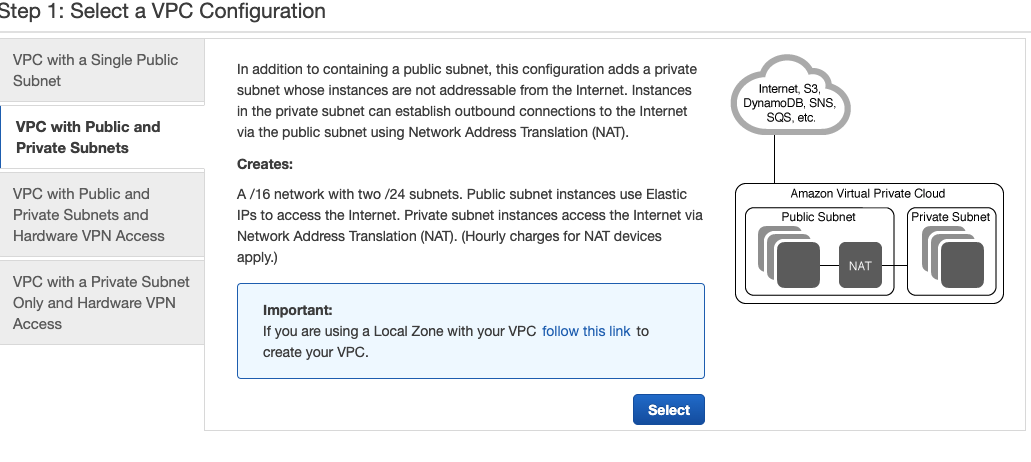 Step 1: Select a VPC Configuration
VPC with a Single Public
Subnet
VPC with Public and
Private Subnets
VPC with Public and
Private Subnets and
Hardware VPN Access
VPC with a Private Subnet
Only and Hardware VPN
Access
In addition to containing a public subnet, this configuration adds a private
subnet whose instances are not addressable from the Internet. Instances
in the private subnet can establish outbound connections to the Internet
via the public subnet using Network Address Translation (NAT).
Creates:
A /16 network with two /24 subnets. Public subnet instances use Elastic
IPs to access the Internet. Private subnet instances access the Internet via
Network Address Translation (NAT). (Hourly charges for NAT devices
apply.)
Important:
If you are using a Local Zone with your VPC follow this link to
create your VPC.
Select
Internet, S3,
DynamoDB, SNS,
SQS, etc.
Amazon Virtual Private Cloud
Public Subnet
Private Subnet
NAT